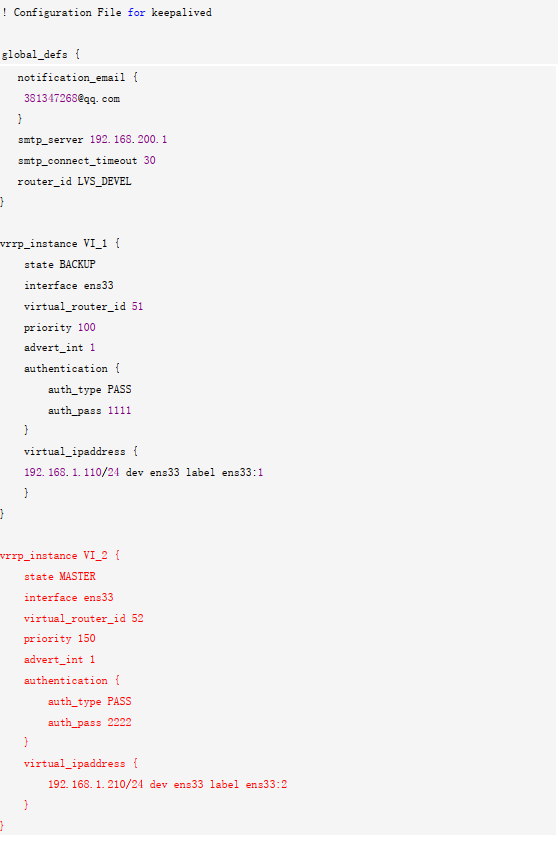 ! Configuration File for keepalived
global_defs {
notification_email {
381347268@qq.com
}
smtp_server 192.168.200.1
smtp_connect_timeout 30
router_id LVS_DEVEL
}
vrrp_instance VI_1 {
state BACKUP
interface ens33
virtual_router_id 51
priority 100
advert_int 1
authentication {
auth_type PASS
auth_pass 1111
}
virtual_ipaddress {
192.168.1.110/24 dev ens33 label ens33:1
}
}
vrrp_instance VI_2 {
state MASTER
interface ens33
virtual_router_id 52
priority 150
advert_int 1
authentication {
auth_type PASS
auth_pass 2222
}
virtual_ipaddress {
192.168.1.210/24 dev ens33 label ens33:2
}
}